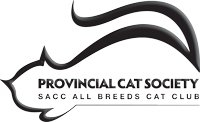 PROVINCIAL CAT SOCIETY
SACC ALL BREEDS CAT CLUB